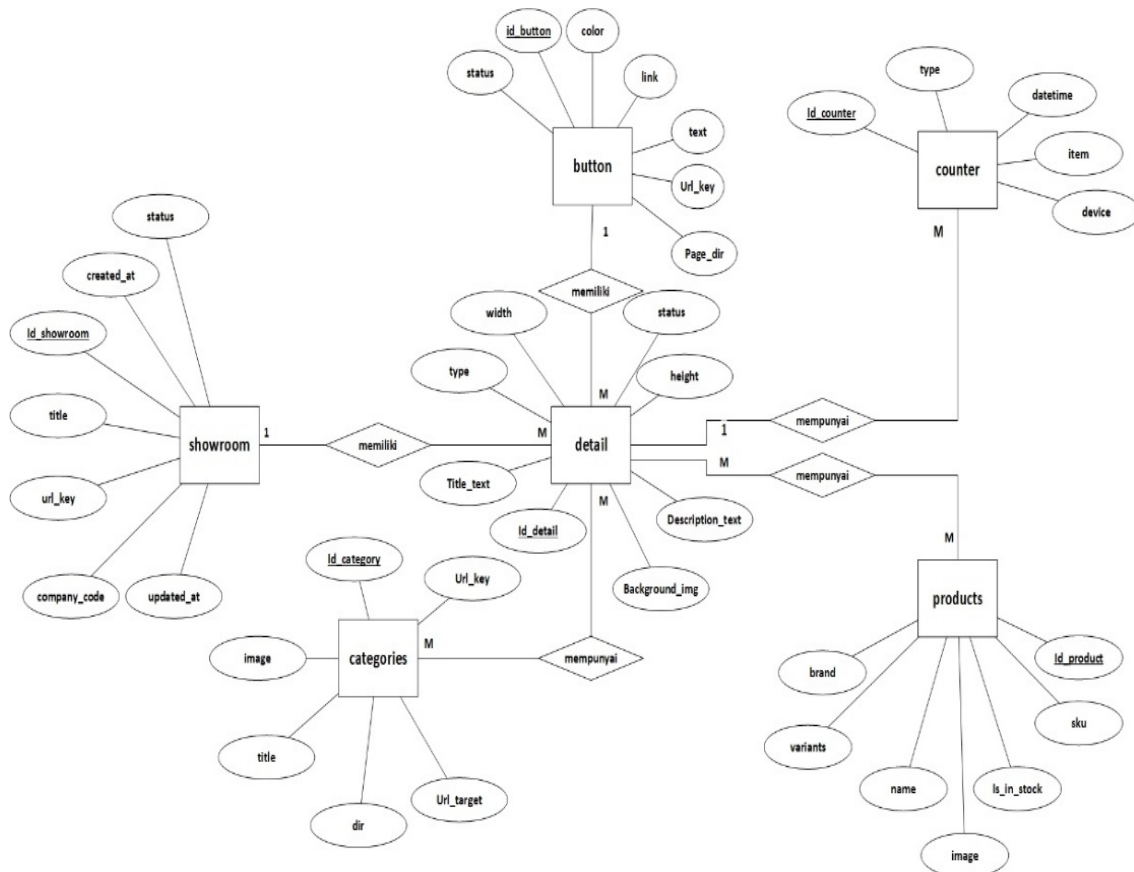 id_button
color
status
link
text
button
Url_key
Page_dir
1
memiliki
M
type
Id_counter
datetime
counter
item
device
M
status
created_at
Id_showroom
title
showroom
url_key
company_code
updated_at
1
memiliki
M
width
status
type
height
detail
Title_text
Id_detail
Description_text
Background_img
1
mempunyai
M
mempunyai
M
M
mempunyai
M
Id_category
Url_key
image
categories
title
dir
Url_target
products
brand
Id_product
variants
sku
name
Is_in_stock
image